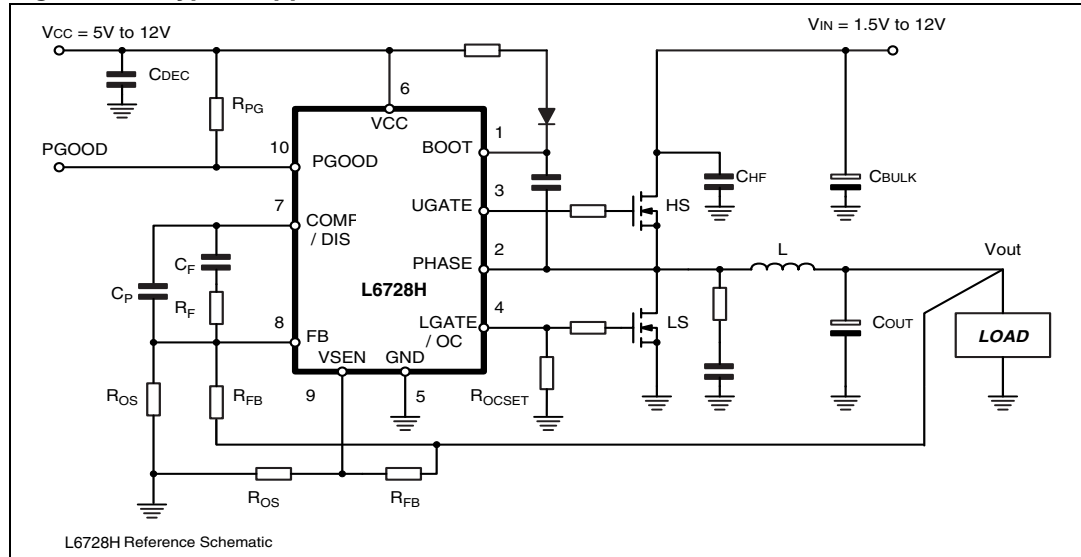 Vcc = 5V to 12V
VIN = 1.5V to 12V
CDEC
6
RPG
VCC
1
BOOT
PGOOD
10
PGOOD
3
CHF
CBULK
UGATE
HS
7
COMP
/ DIS
2
L
Vout
CF
PHASE
L6728H
CP
RF
4
LS
COUT
LOAD
8
FB
LGATE
/ OC
VSEN
GND
ROS
RFB
9
5
ROCSET
ROS
RFB
L6728H Reference Schematic